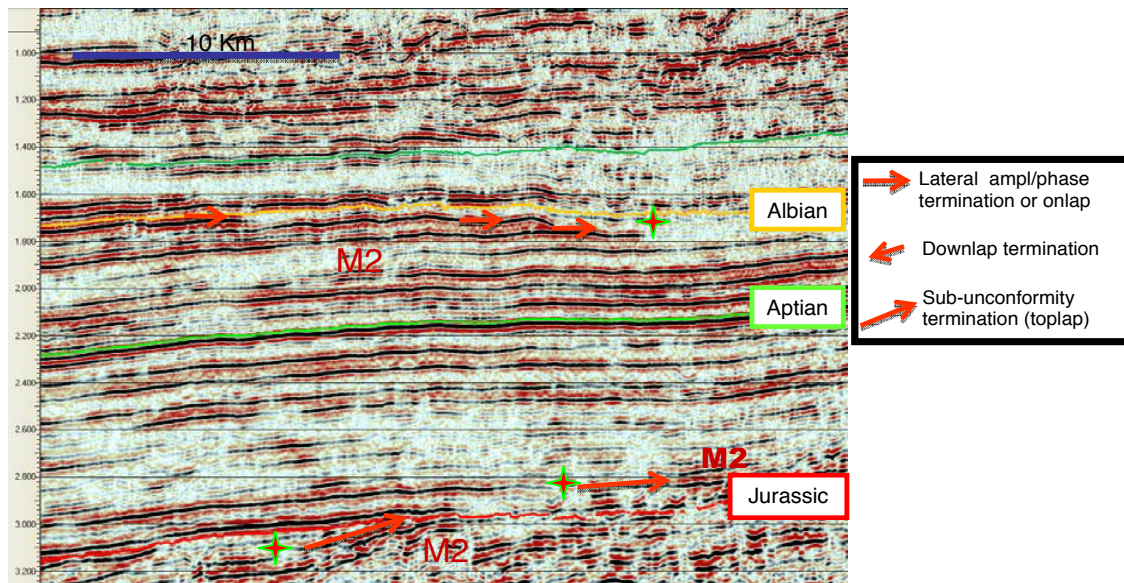 10 Km
1.000
1.200
1.400
1.600
1.800
2.000
2.200
2.400
2.600
2.800
3.000
3.200
Albian
M2
Aptian
M2
Jurassic
M2
Lateral ampl/phase
termination or onlap
Downlap termination
Sub-unconformity
termination (toplap)